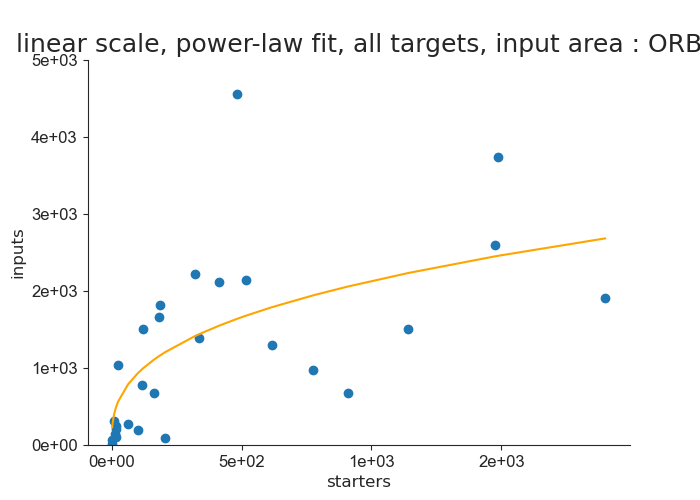 linear scale, power-law fit, all targets, input area : ORB
5e+03
4e+03
3e+03
2e+03
1e+03
0e+00
inputs
0e+00 5e+02 1e+03 2e+03
starters